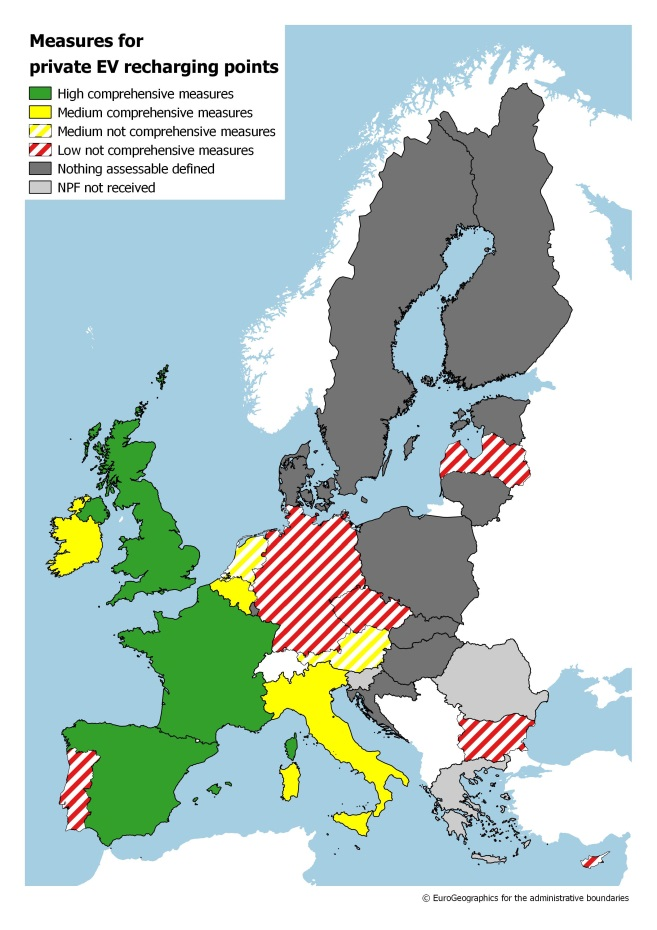 Measures for
private EV recharging points
High comprehensive measures
Medium comprehensive measures
Medium not comprehensive measures
Low not comprehensive measures
Nothing assessable defined
NPF not received
© EuroGeographics for the administrative boundaries